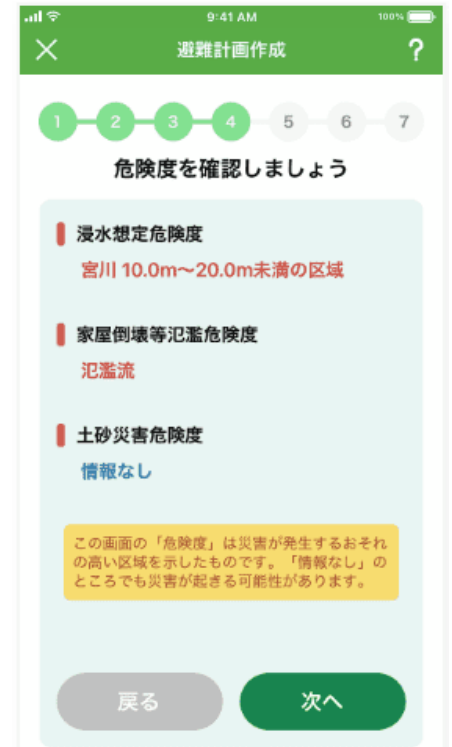 9:41 AM
100%
避難計画作成
?
1 2 3 4 5 6 7
危険度を確認しましょう
浸水想定危険度
宮川 10.0m〜20.0m未満の区域
家屋倒壊等氾濫危険度
氾濫流
土砂災害危険度
情報なし
この画面の「危険度」は災害が発生するおそれ
の高い区域を示したものです。「情報なし」の
ところでも災害が起きる可能性があります。
戻る
次へ